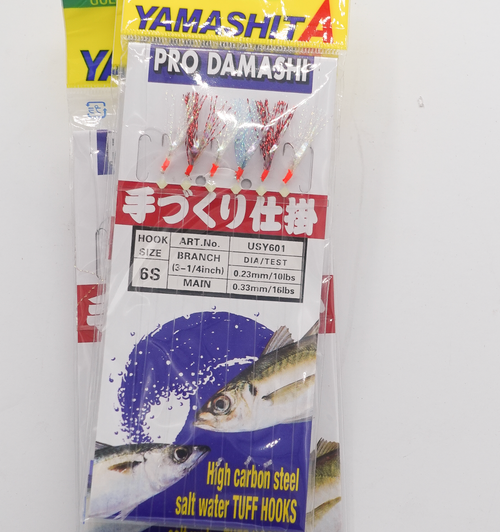 YAMASHITA
PRO DAMASHI
手づくり仕掛
HOOK SIZE
6S
ART.No. USY601
BRANCH (3-1/4inch) DIA/TEST 0.23mm/10lbs
MAIN 0.33mm/16lbs
High carbon steel
salt water TUFF HOOKS